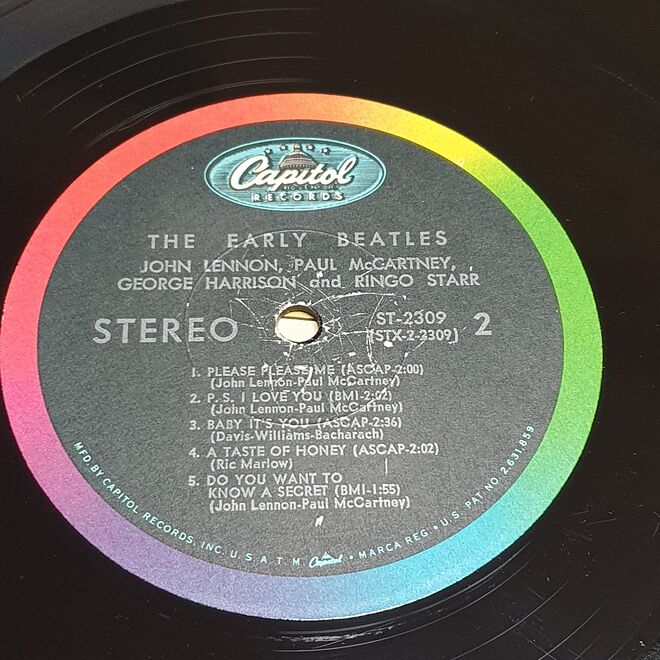 Capitol
RECORDS
THE EARLY BEATLES
JOHN LENNON, PAUL McCARTNEY,
GEORGE HARRISON and RINGO STARR
STEREO
ST-2309
(STX-2-2309)
2
1. PLEASE PLEASE ME (ASCAP-2:00)
(John Lennon-Paul McCartney)
2. P. S. I LOVE YOU (BMI-2:02)
(John Lennon-Paul McCartney)
3. BABY IT'S YOU (ASCAP-2:36)
(Davis-Williams-Bacharach)
4. A TASTE OF HONEY (ASCAP-2:02)
(Ric Marlow)
5. DO YOU WANT TO
KNOW A SECRET (BMI-1:55)
(John Lennon-Paul McCartney)
MFD. BY CAPITOL RECORDS, INC. U. S. A. T. M. Capitol • MARCA REG. • U. S. PAT. NO. 2,631,859